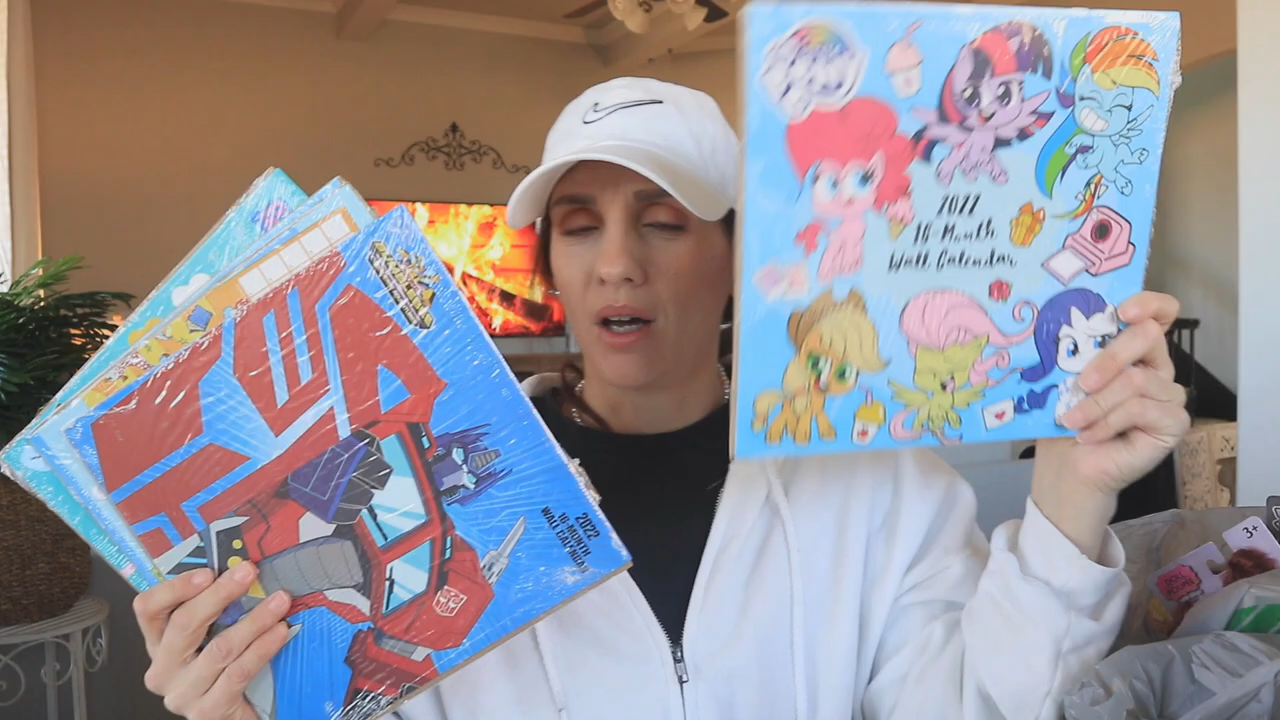 2022
16-Month
Wall Calendar
2022
16-MONTH
WALL CALENDAR
3+